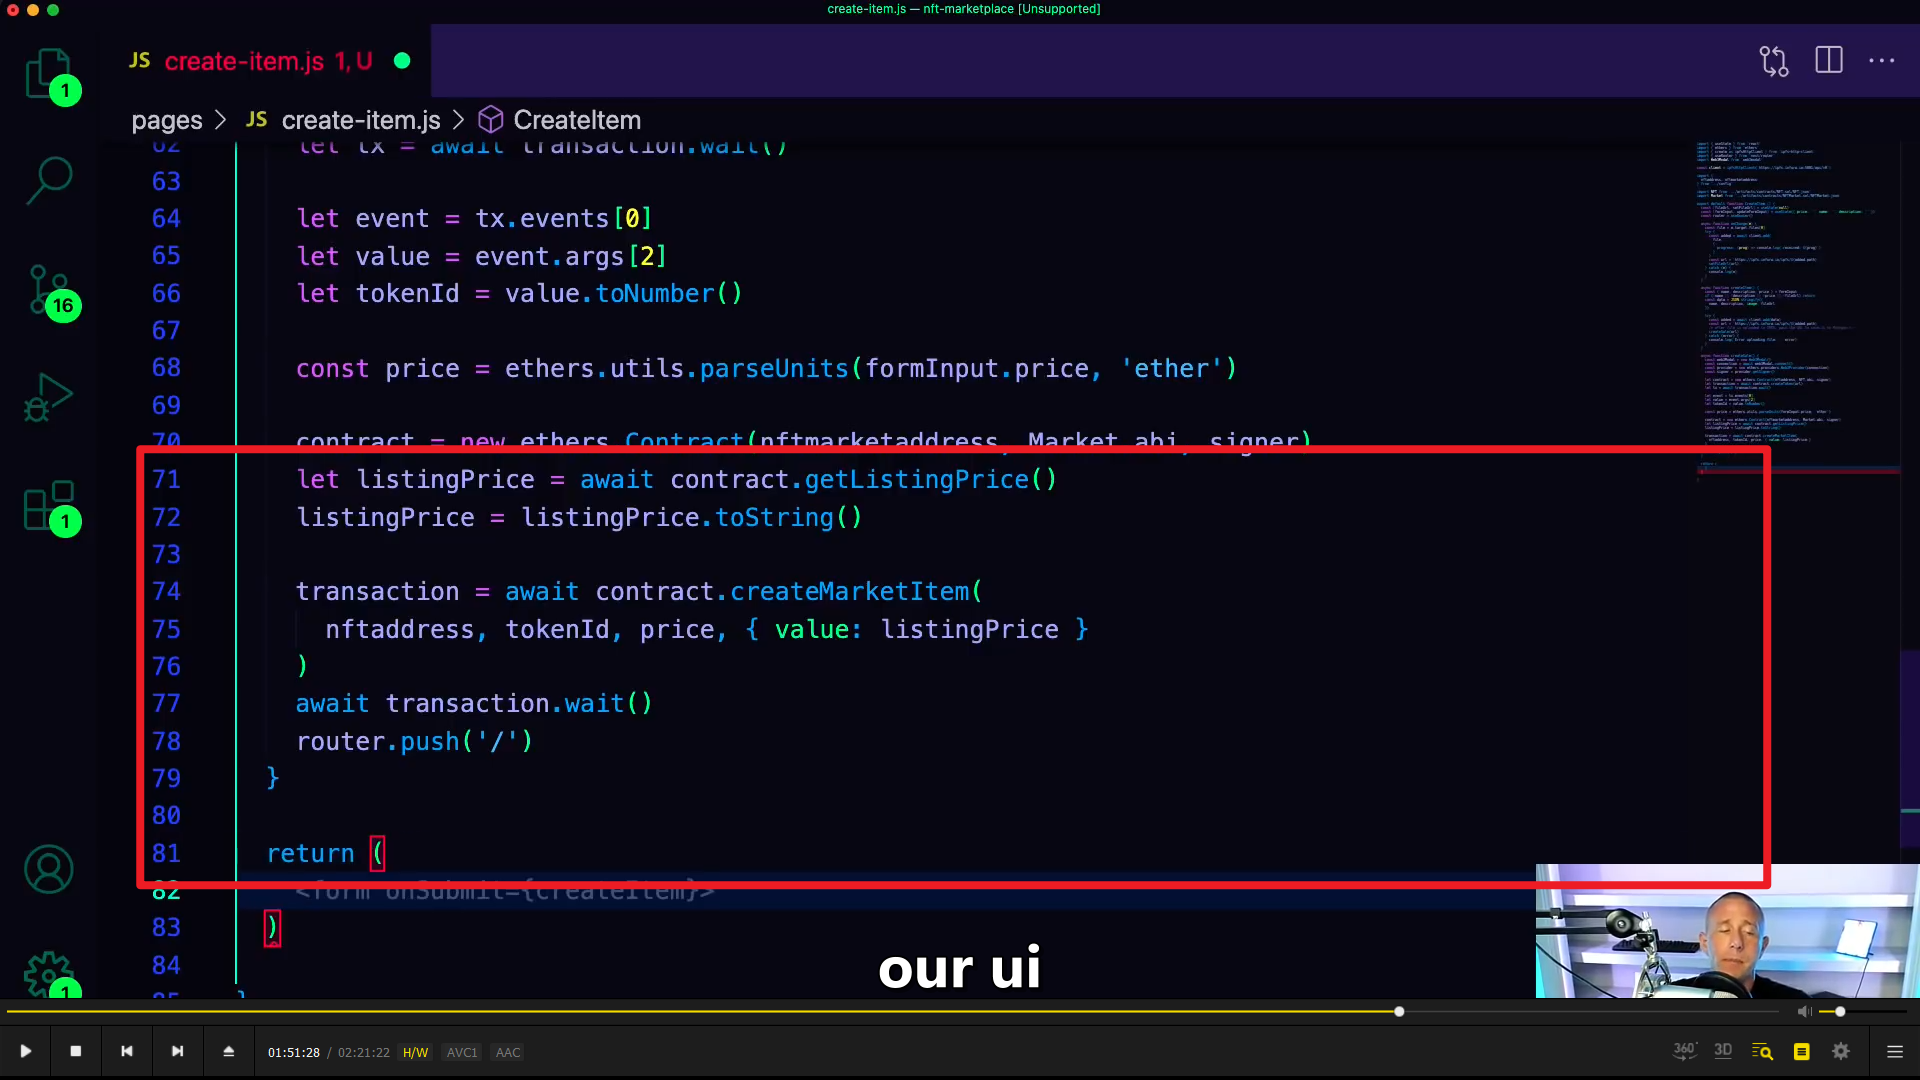 create-item.js — nft-marketplace [Unsupported]
JS create-item.js 1, U
pages > JS create-item.js > CreateItem
62 let tx = await transaction.wait()
63
64 let event = tx.events[0]
65 let value = event.args[2]
66 let tokenId = value.toNumber()
67
68 const price = ethers.utils.parseUnits(formInput.price, 'ether')
69
70 contract = new ethers.Contract(nftmarketaddress, Market.abi, signer)
71 let listingPrice = await contract.getListingPrice()
72 listingPrice = listingPrice.toString()
73
74 transaction = await contract.createMarketItem(
75 nftaddress, tokenId, price, { value: listingPrice }
76 )
77 await transaction.wait()
78 router.push('/')
79 }
80
81 return (
82 <form onSubmit={createItem}>
83 )
84
85 }
1
16
1
1
our ui
01:51:28 / 02:21:22 H/W AVC1 AAC
360° 3D